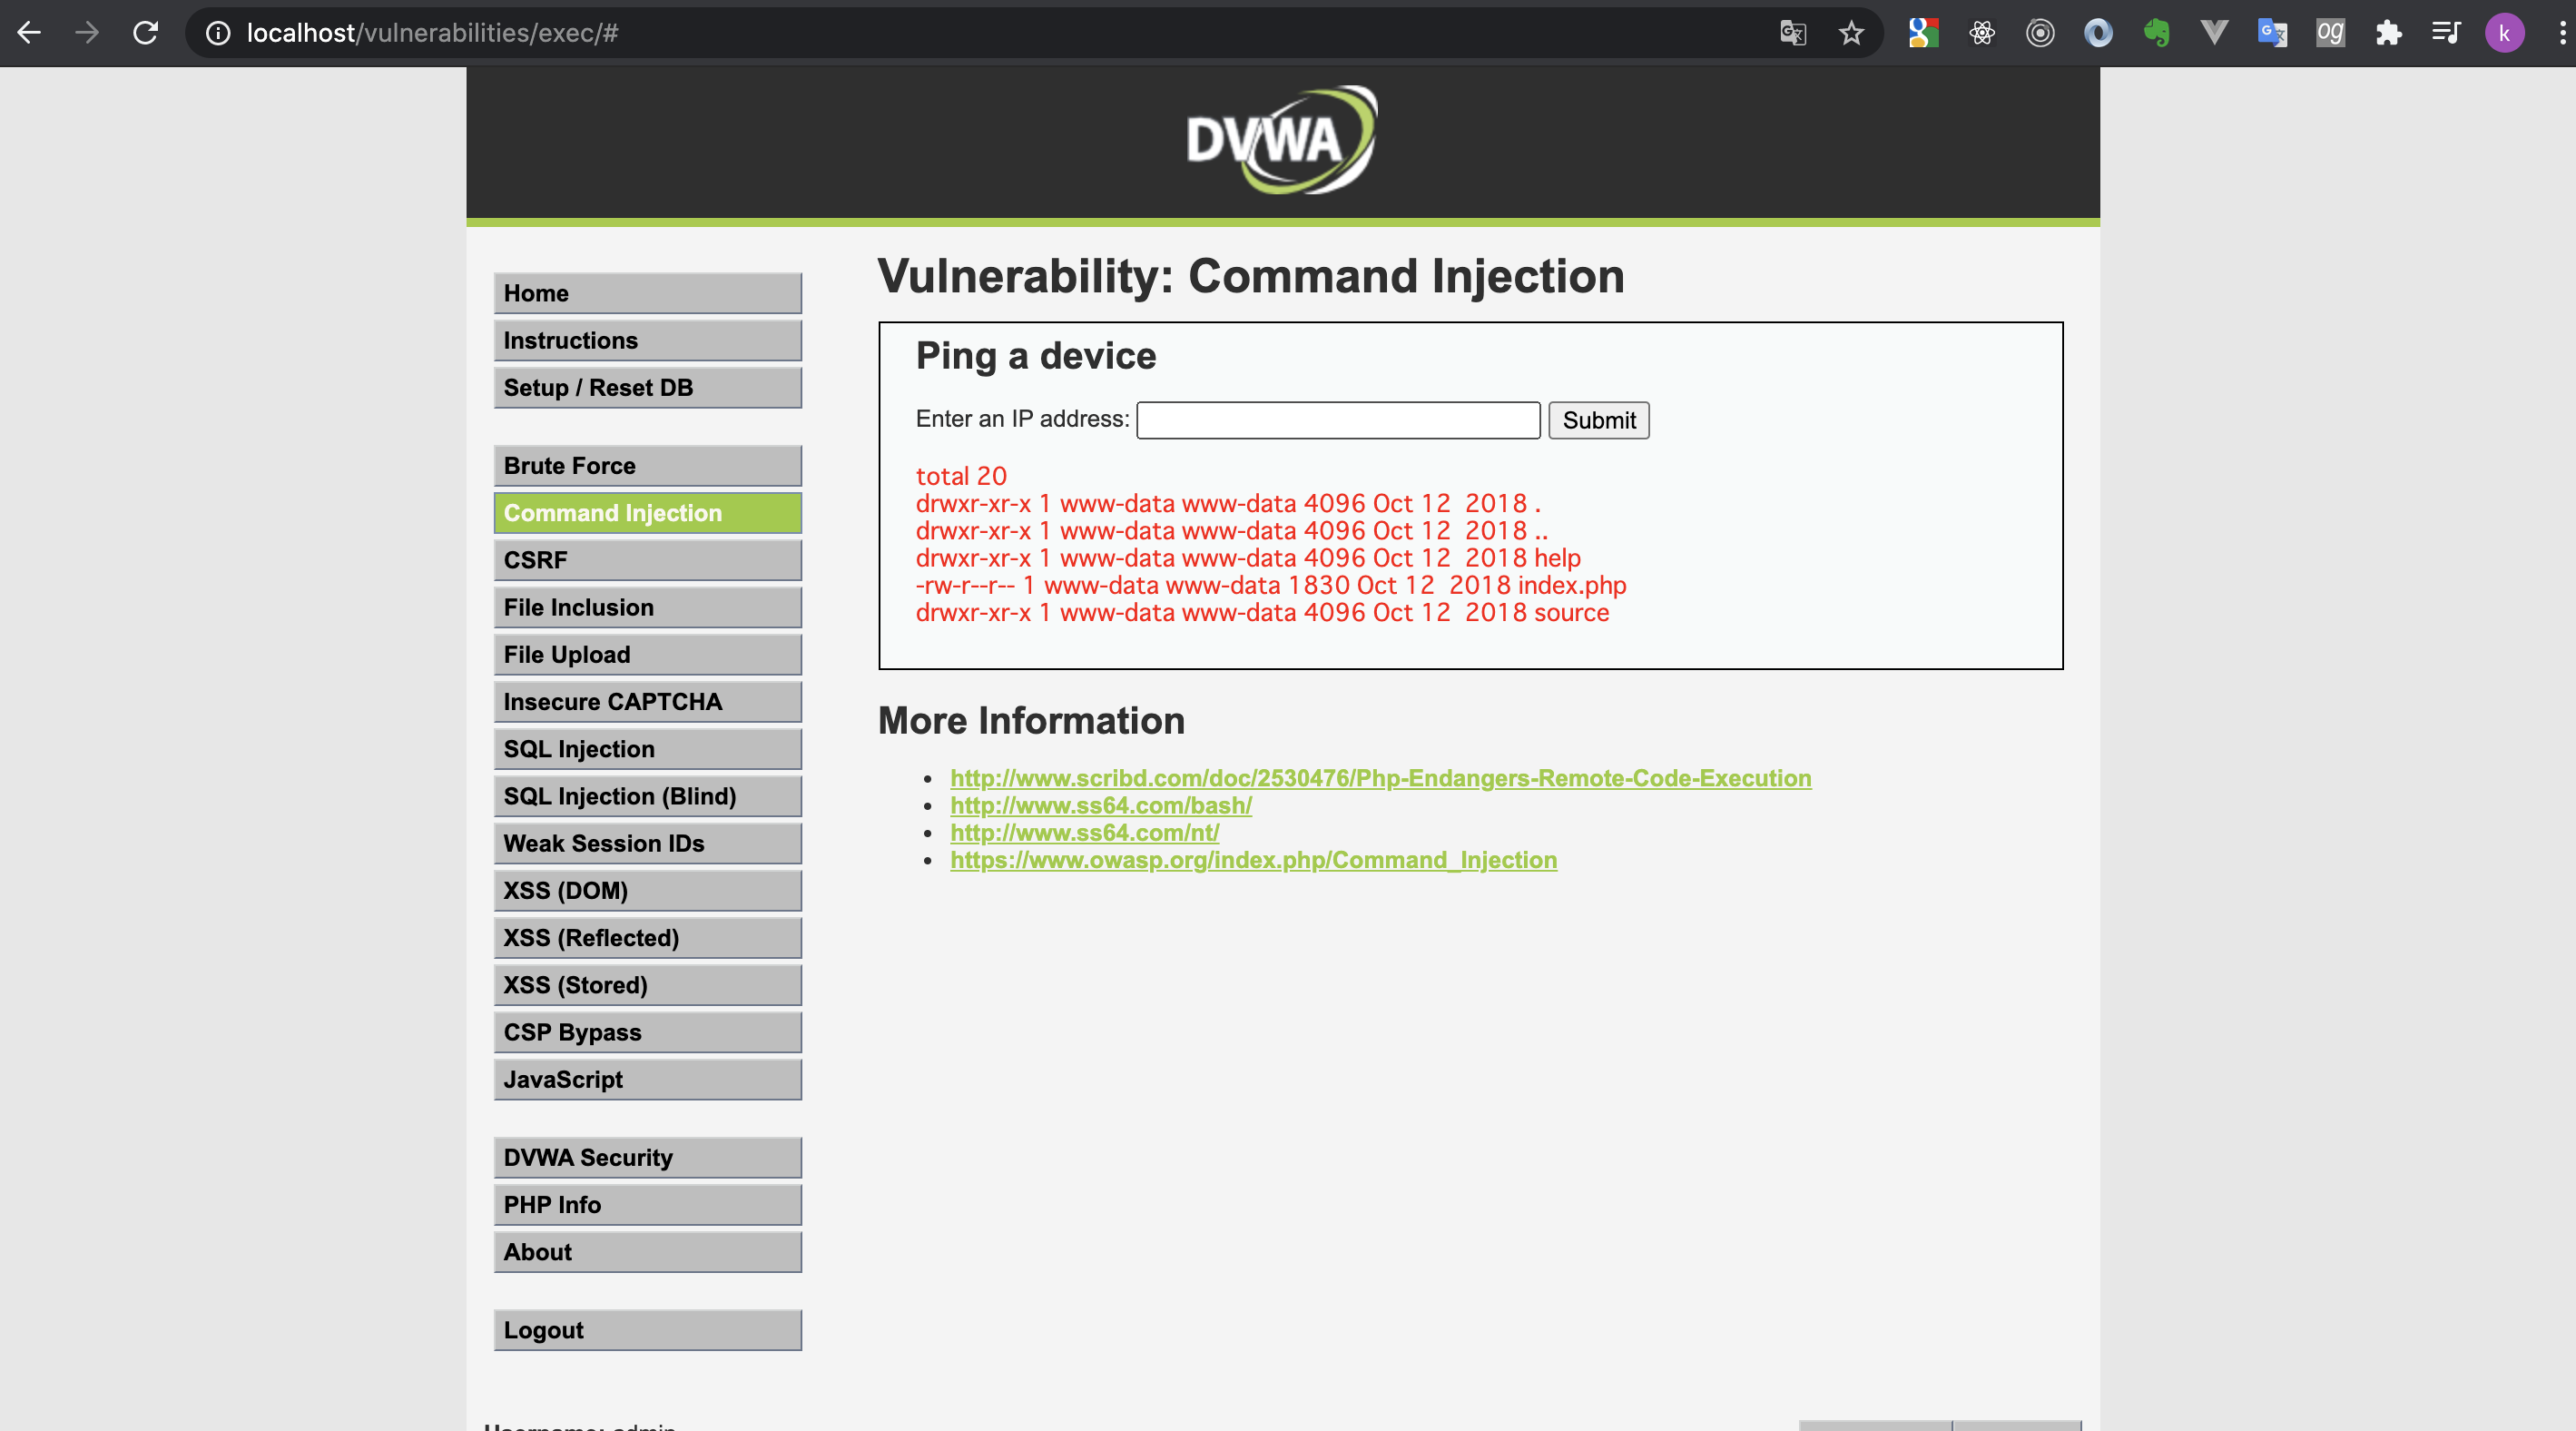 localhost/vulnerabilities/exec/#
og
k
DVWA
Home
Instructions
Setup / Reset DB
Brute Force
Command Injection
CSRF
File Inclusion
File Upload
Insecure CAPTCHA
SQL Injection
SQL Injection (Blind)
Weak Session IDs
XSS (DOM)
XSS (Reflected)
XSS (Stored)
CSP Bypass
JavaScript
DVWA Security
PHP Info
About
Logout
Vulnerability: Command Injection
Ping a device
Enter an IP address: Submit
total 20
drwxr-xr-x 1 www-data www-data 4096 Oct 12  2018 .
drwxr-xr-x 1 www-data www-data 4096 Oct 12  2018 ..
drwxr-xr-x 1 www-data www-data 4096 Oct 12  2018 help
-rw-r--r-- 1 www-data www-data 1830 Oct 12  2018 index.php
drwxr-xr-x 1 www-data www-data 4096 Oct 12  2018 source
More Information
http://www.scribd.com/doc/2530476/Php-Endangers-Remote-Code-Execution
http://www.ss64.com/bash/
http://www.ss64.com/nt/
https://www.owasp.org/index.php/Command_Injection
Username: admin